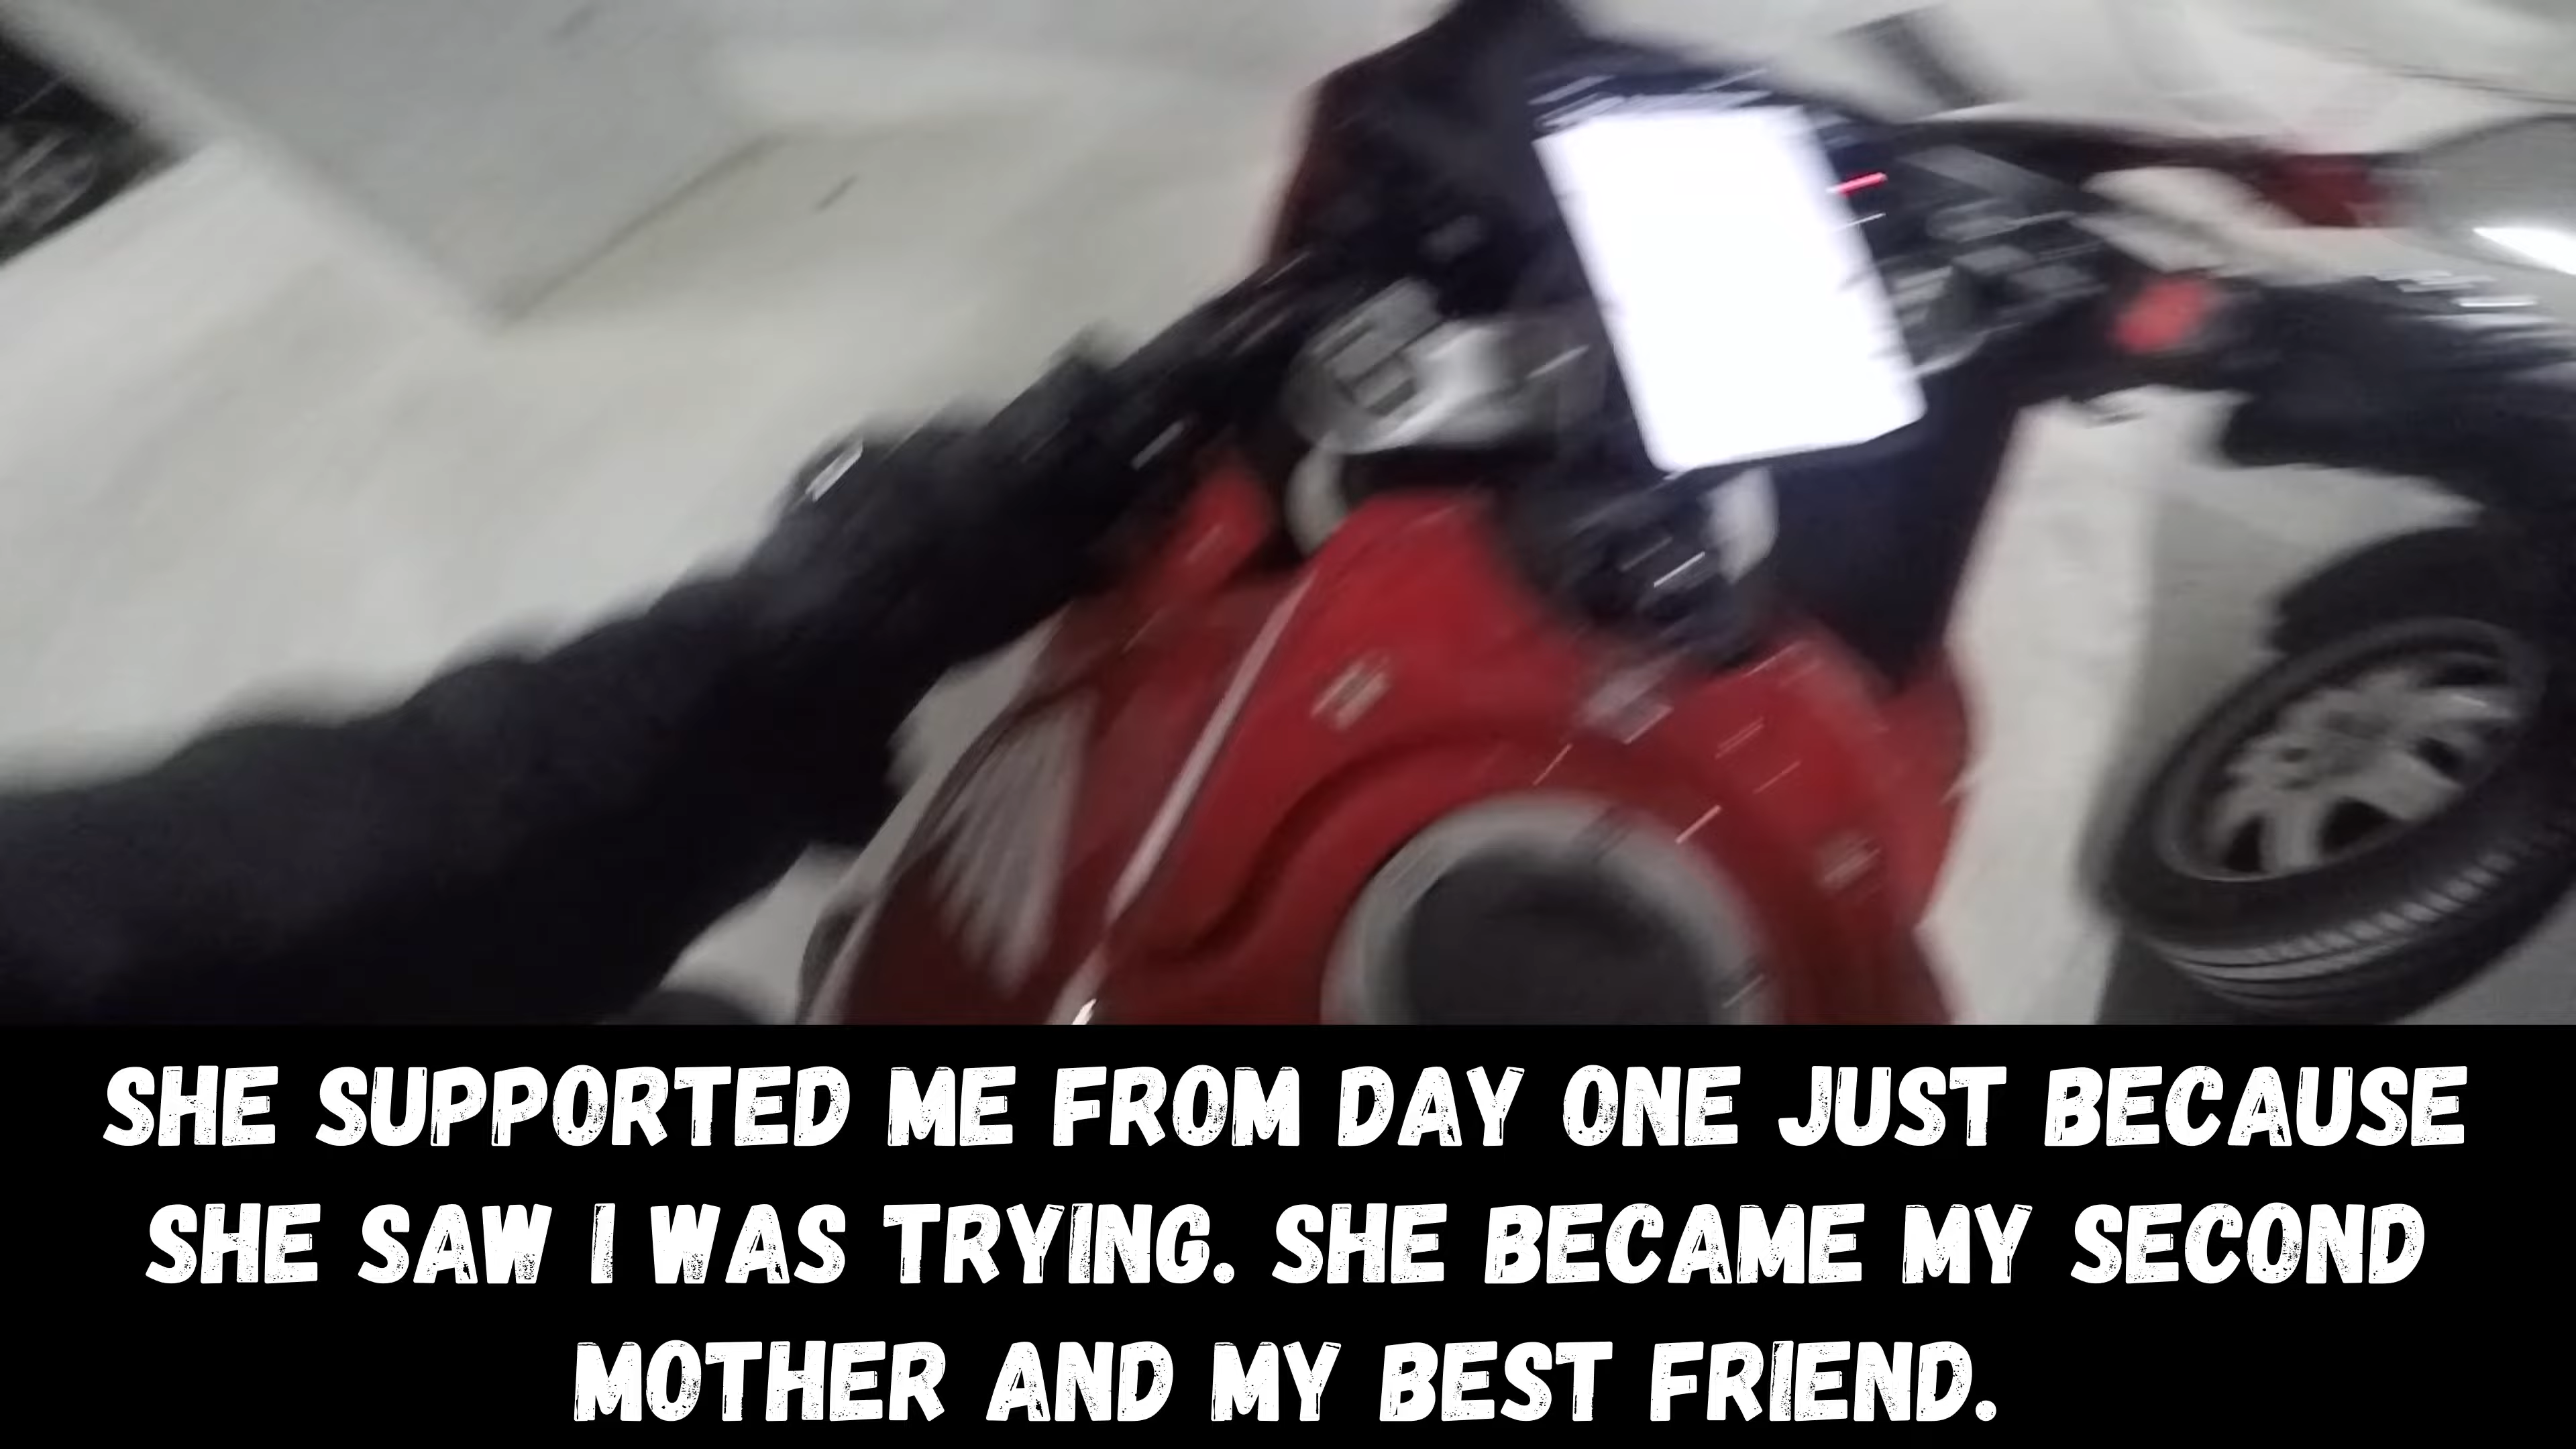 SHE SUPPORTED ME FROM DAY ONE JUST BECAUSE
SHE SAW I WAS TRYING. SHE BECAME MY SECOND
MOTHER AND MY BEST FRIEND.